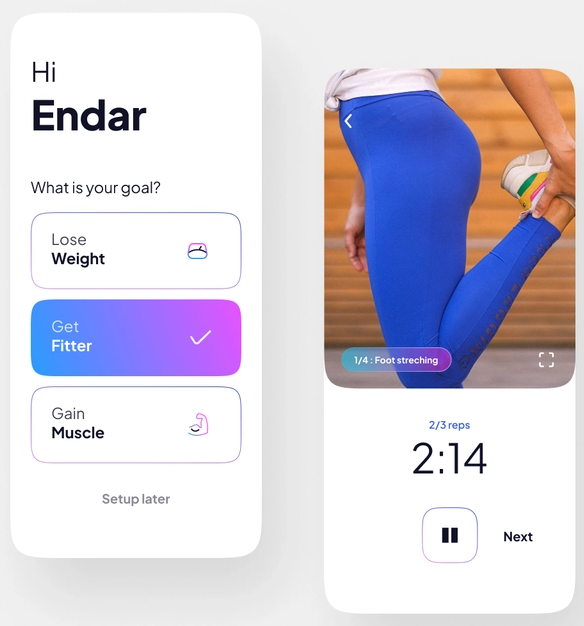 Hi
Endar
What is your goal?
Lose
Weight
Get
Fitter
Gain
Muscle
Setup later
1/4 : Foot streching
2/3 reps
2:14
Next